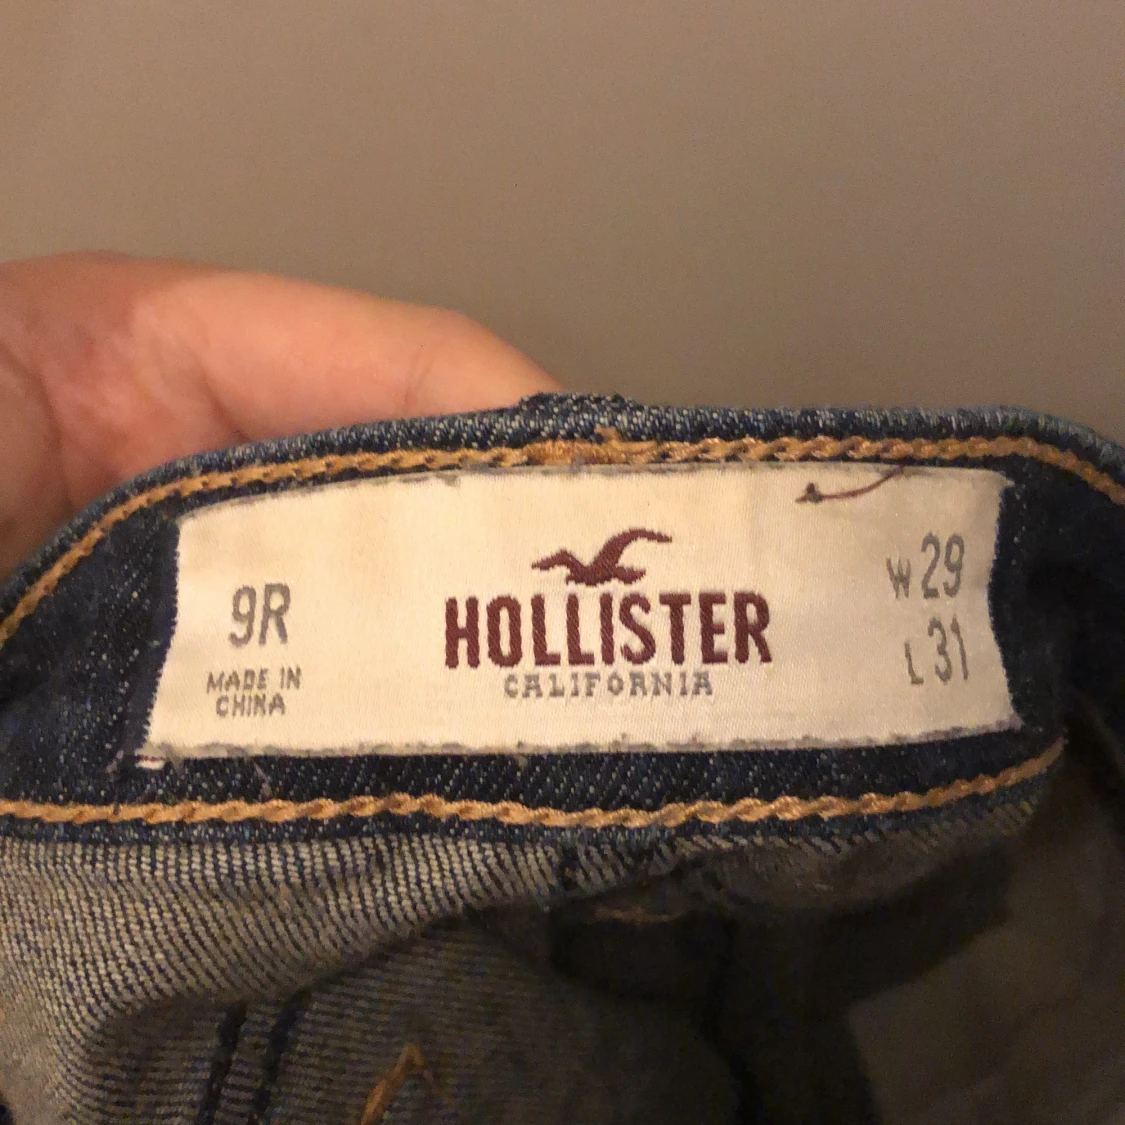 9R
MADE IN
CHINA
HOLLISTER
CALIFORNIA
W 29
L 31